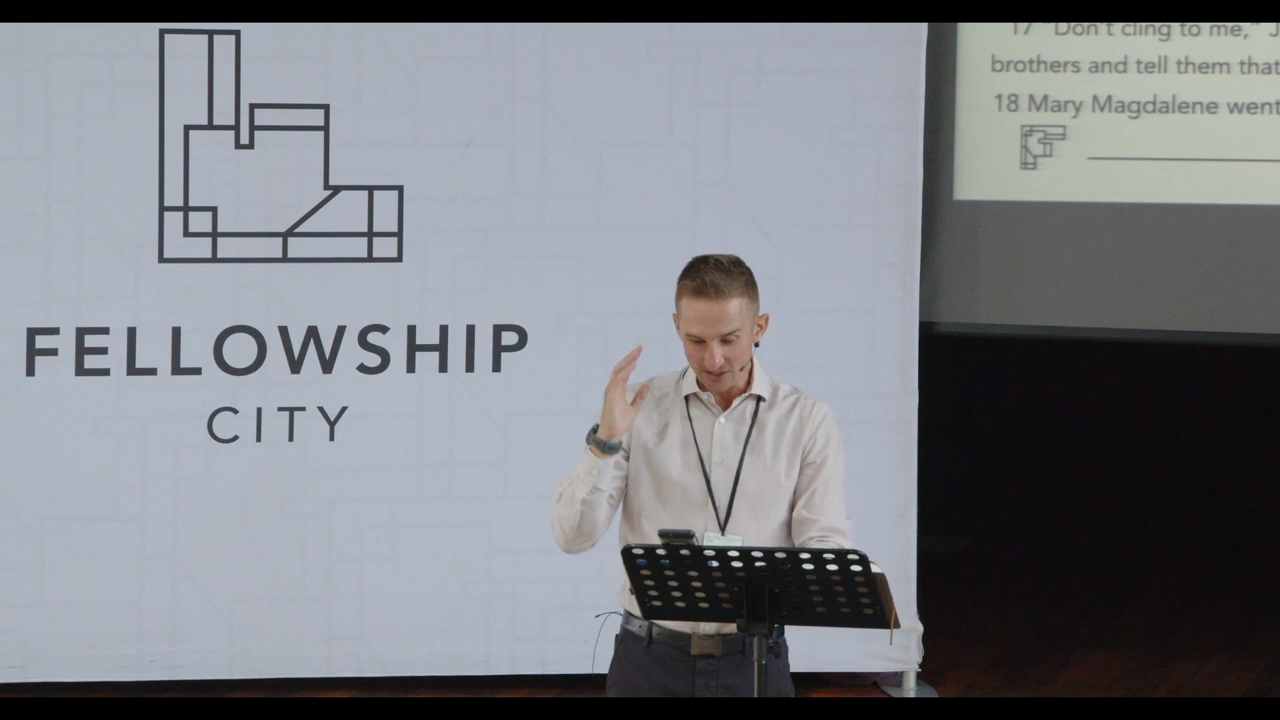 FELLOWSHIP
CITY
17 "Don't cling to me,"
brothers and tell them that
18 Mary Magdalene went